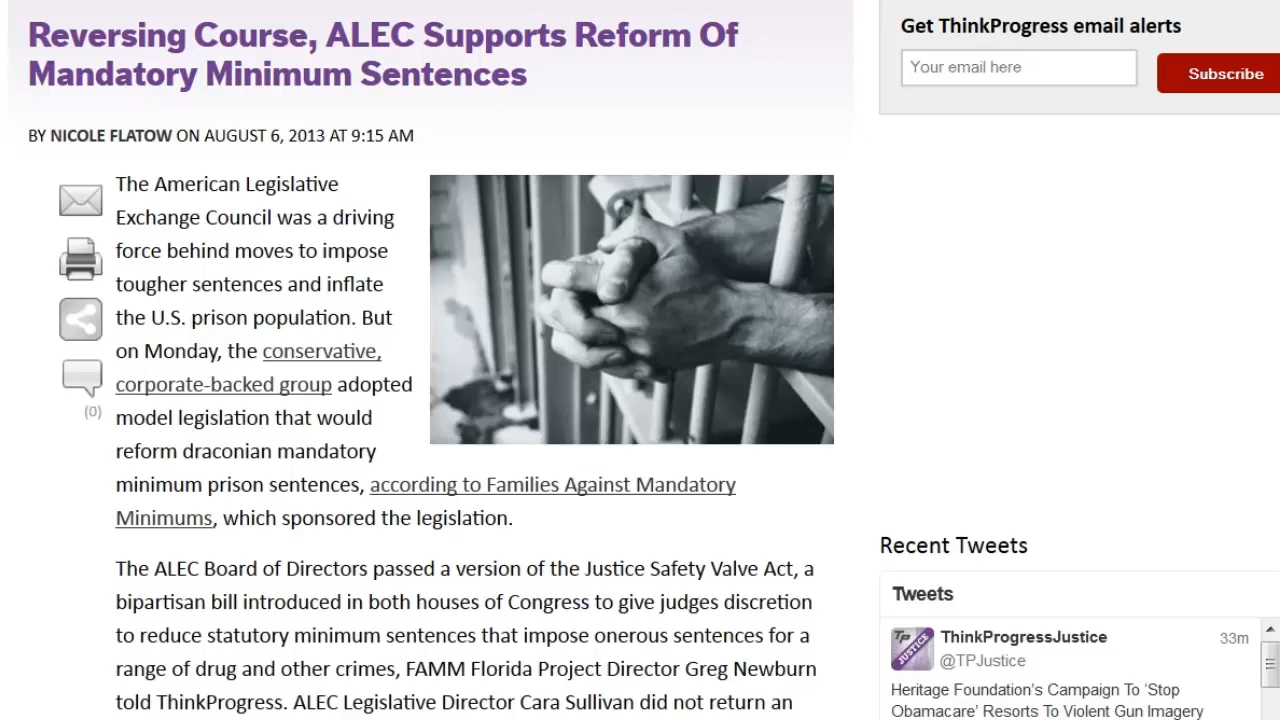 Reversing Course, ALEC Supports Reform Of
Mandatory Minimum Sentences
BY NICOLE FLATOW ON AUGUST 6, 2013 AT 9:15 AM
The American Legislative
Exchange Council was a driving
force behind moves to impose
tougher sentences and inflate
the U.S. prison population. But
on Monday, the conservative,
corporate-backed group adopted
(0)
model legislation that would
reform draconian mandatory
minimum prison sentences, according to Families Against Mandatory
Minimums, which sponsored the legislation.
The ALEC Board of Directors passed a version of the Justice Safety Valve Act, a
bipartisan bill introduced in both houses of Congress to give judges discretion
to reduce statutory minimum sentences that impose onerous sentences for a
range of drug and other crimes, FAMM Florida Project Director Greg Newburn
told ThinkProgress. ALEC Legislative Director Cara Sullivan did not return an
Get ThinkProgress email alerts
Your email here
Subscribe
Recent Tweets
Tweets
TP
JUSTICE
ThinkProgressJustice
33m
@TPJustice
Heritage Foundation's Campaign To 'Stop
Obamacare' Resorts To Violent Gun Imagery